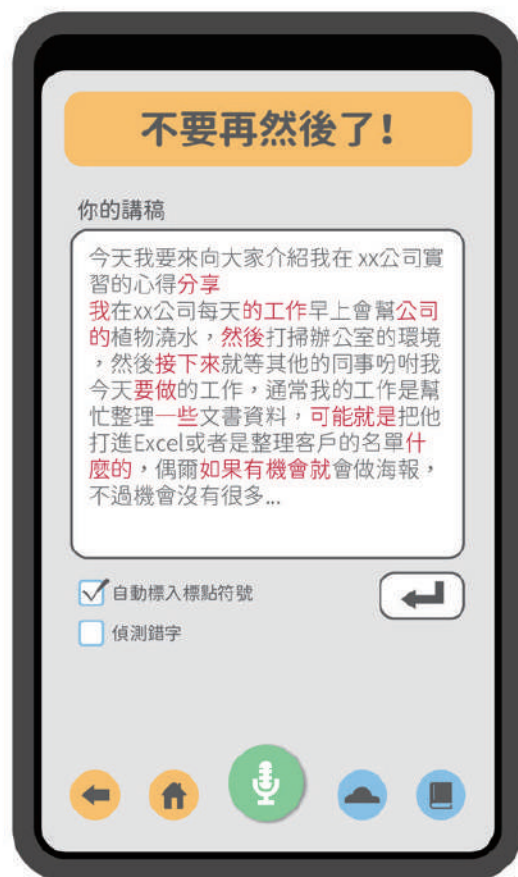 不要再然後了!
你的講稿
今天我要來向大家介紹我在 xx公司實
習的心得分享
我在xx公司每天的工作早上會幫公司
的植物澆水，然後打掃辦公室的環境
，然後接下來就等其他的同事吩咐我
今天要做的工作，通常我的工作是幫
忙整理一些文書資料，可能就是把他
打進Excel或者是整理客戶的名單什
麼的，偶爾如果有機會就會做海報，
不過機會沒有很多...
自動標入標點符號
偵測錯字